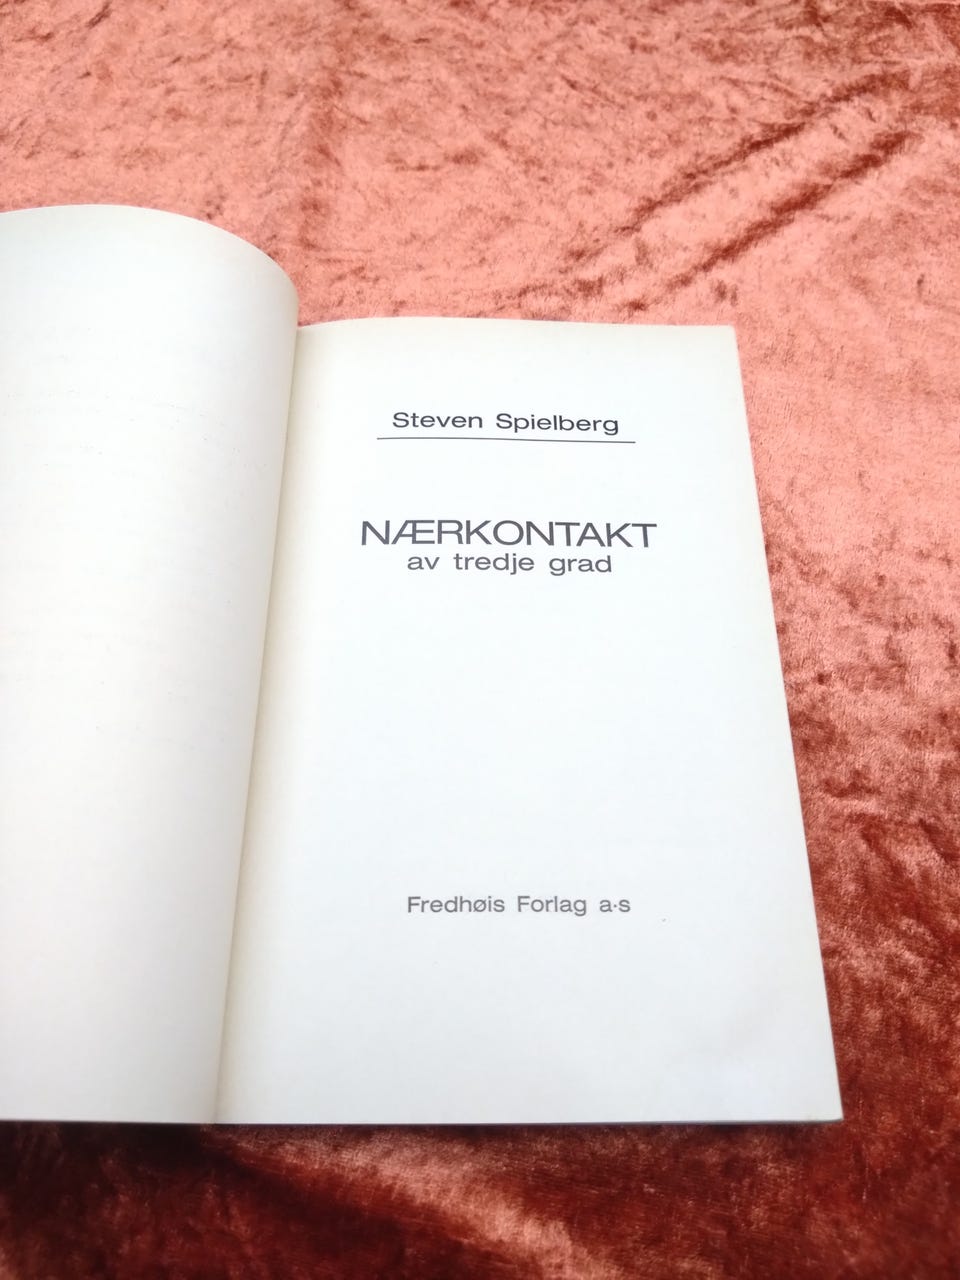 Steven Spielberg
NÆRKONTAKT
av tredje grad
Fredhøis Forlag a·s